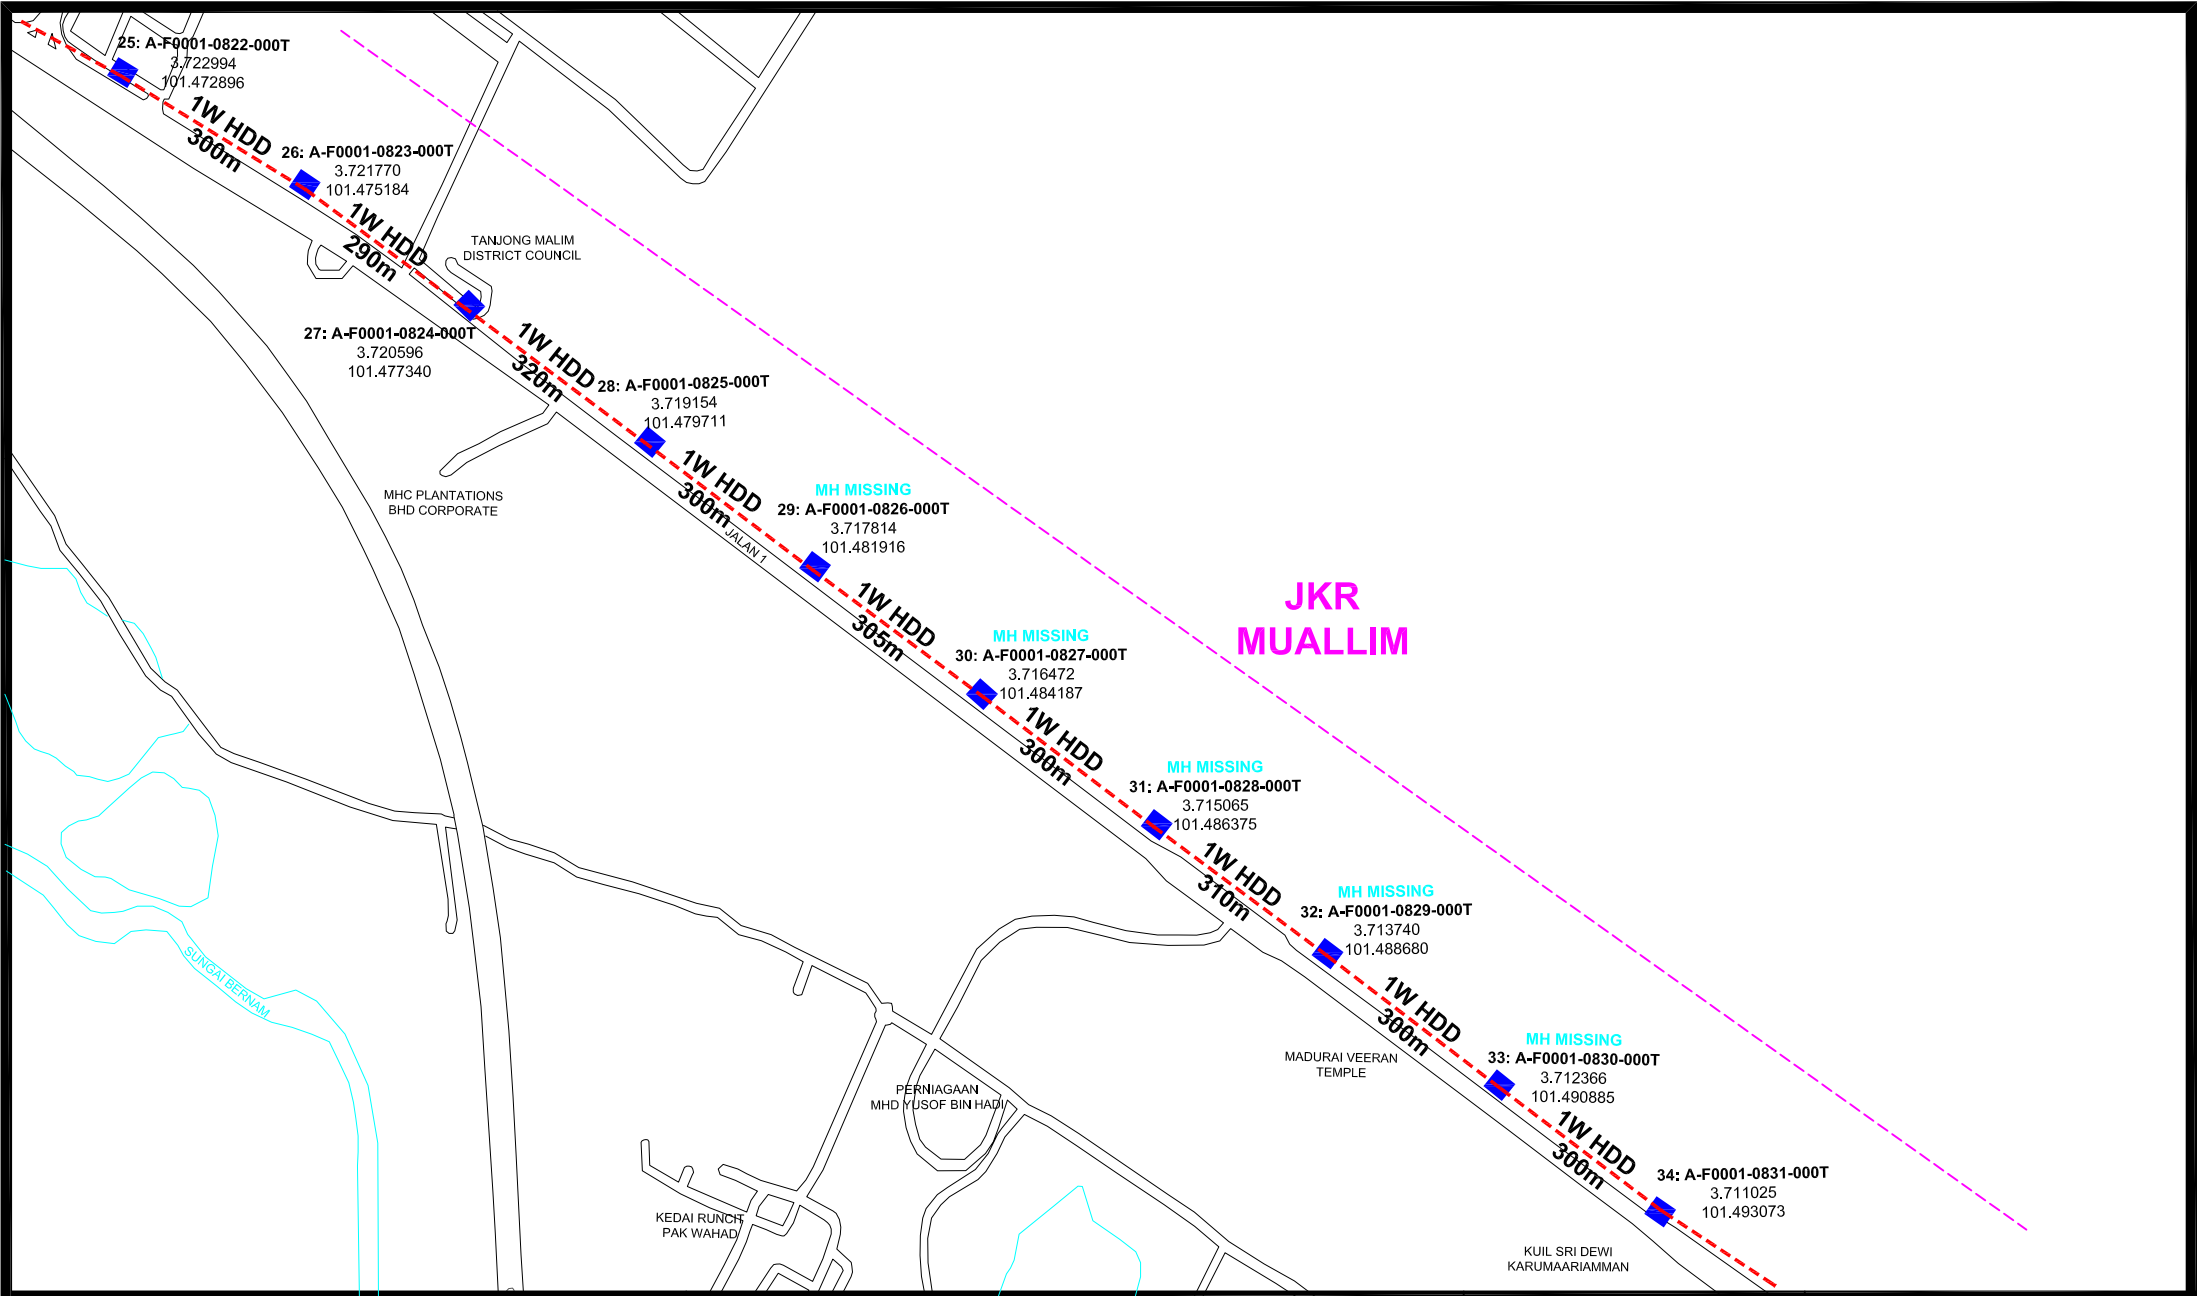 25: A-F0001-0822-000T
3.722994
101.472896
1W HDD
300m
26: A-F0001-0823-000T
3.721770
101.475184
1W HDD
290m
TANJONG MALIM
DISTRICT COUNCIL
27: A-F0001-0824-000T
3.720596
101.477340
1W HDD
320m
28: A-F0001-0825-000T
3.719154
101.479711
MHC PLANTATIONS
BHD CORPORATE
1W HDD
300m
JALAN 1
MH MISSING
29: A-F0001-0826-000T
3.717814
101.481916
1W HDD
305m
JKR
MUALLIM
MH MISSING
30: A-F0001-0827-000T
3.716472
101.484187
1W HDD
300m
MH MISSING
31: A-F0001-0828-000T
3.715065
101.486375
1W HDD
310m
MH MISSING
32: A-F0001-0829-000T
3.713740
101.488680
SUNGAI BERNAM
1W HDD
300m
MH MISSING
33: A-F0001-0830-000T
3.712366
101.490885
MADURAI VEERAN
TEMPLE
PERNIAGAAN
MHD YUSOF BIN HADI
1W HDD
300m
34: A-F0001-0831-000T
3.711025
101.493073
KEDAI RUNCIT
PAK WAHAD
KUIL SRI DEWI
KARUMAARIAMMAN